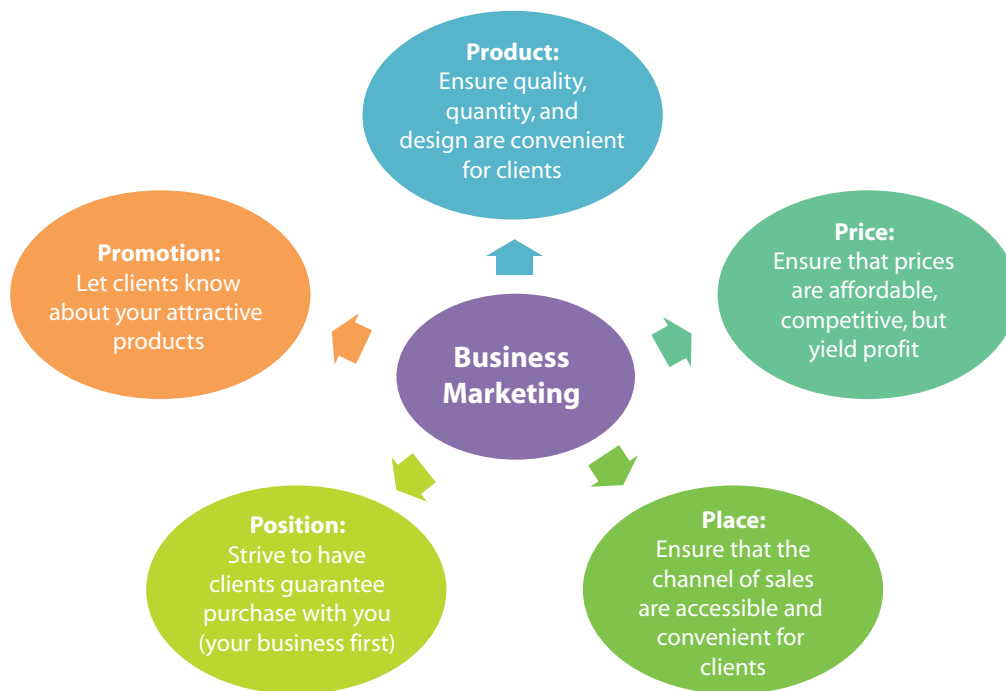 Product:
Ensure quality,
quantity, and
design are convenient
for clients
Promotion:
Let clients know
about your attractive
products
Price:
Ensure that prices
are affordable,
competitive, but
yield profit
Business
Marketing
Position:
Strive to have
clients guarantee
purchase with you
(your business first)
Place:
Ensure that the
channel of sales
are accessible and
convenient for
clients